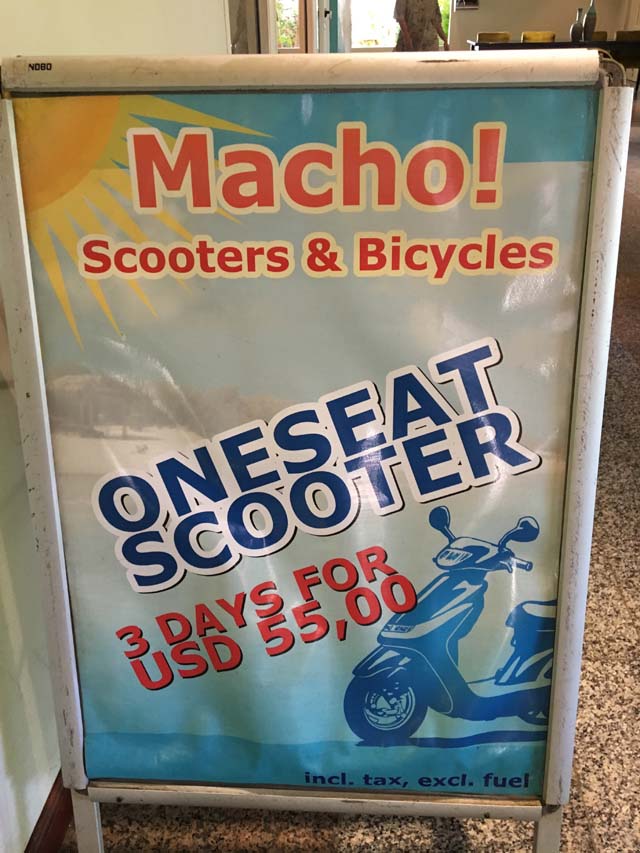 NOBO
Macho!
Scooters & Bicycles
ONESEAT
SCOOTER
3 DAYS FOR
USD 55,00
incl. tax, excl. fuel